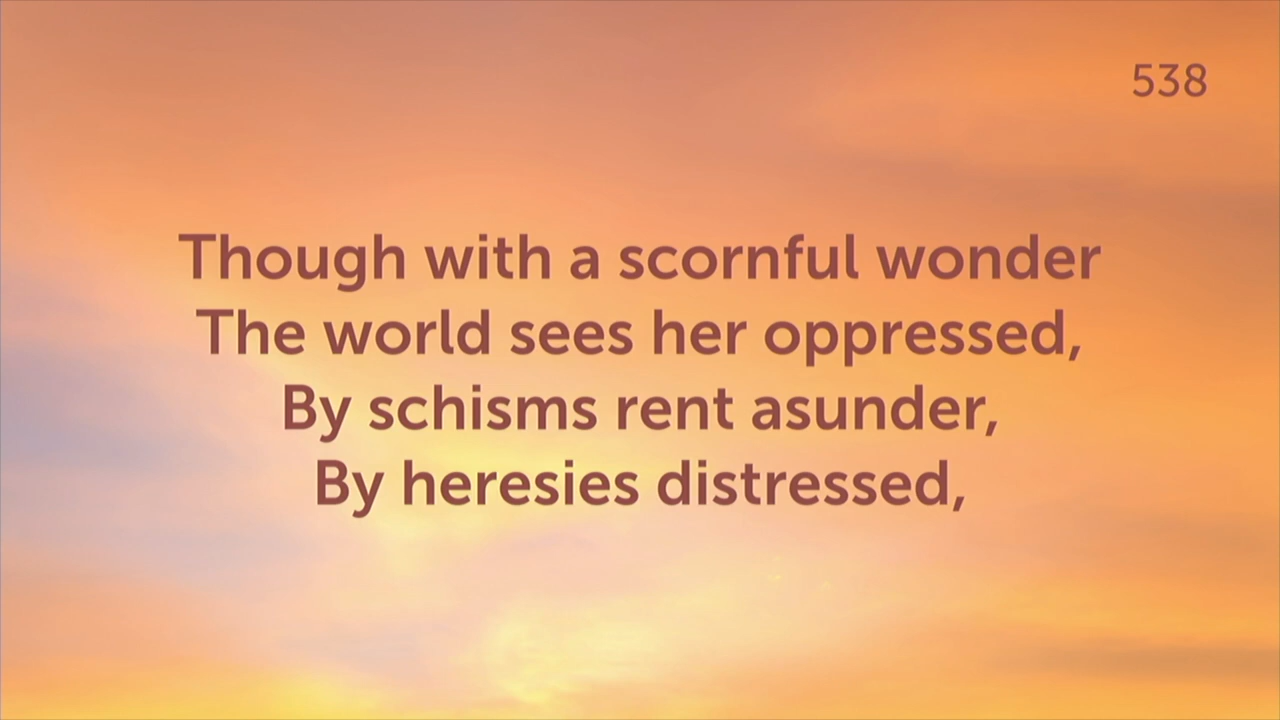 538
Though with a scornful wonder
The world sees her oppressed,
By schisms rent asunder,
By heresies distressed,